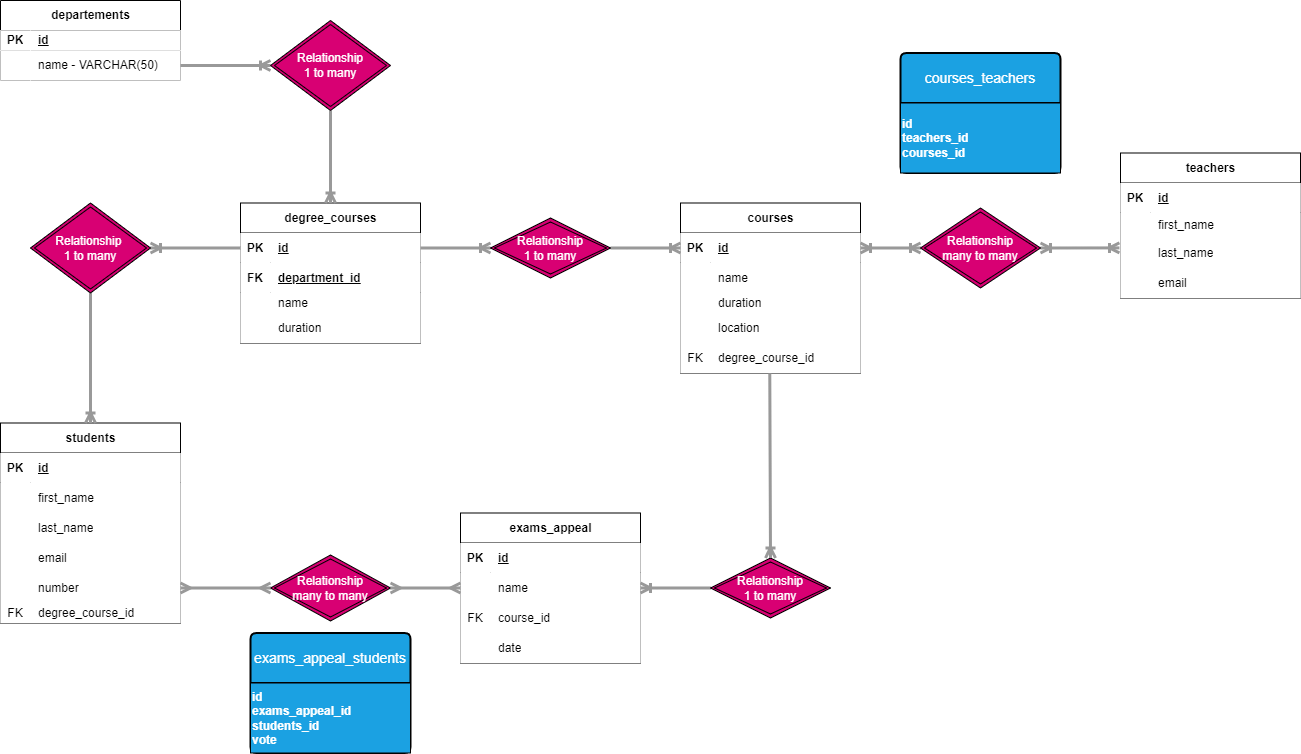 departements
PK id
name - VARCHAR(50)
Relationship
1 to many
courses_teachers
id
teachers_id
courses_id
teachers
PK id
first_name
last_name
email
degree_courses
PK id
FK department_id
name
duration
Relationship
1 to many
Relationship
1 to many
courses
PK id
name
duration
location
FK degree_course_id
Relationship
many to many
students
PK id
first_name
last_name
email
number
FK degree_course_id
Relationship
many to many
exams_appeal
PK id
name
FK course_id
date
Relationship
1 to many
exams_appeal_students
id
exams_appeal_id
students_id
vote